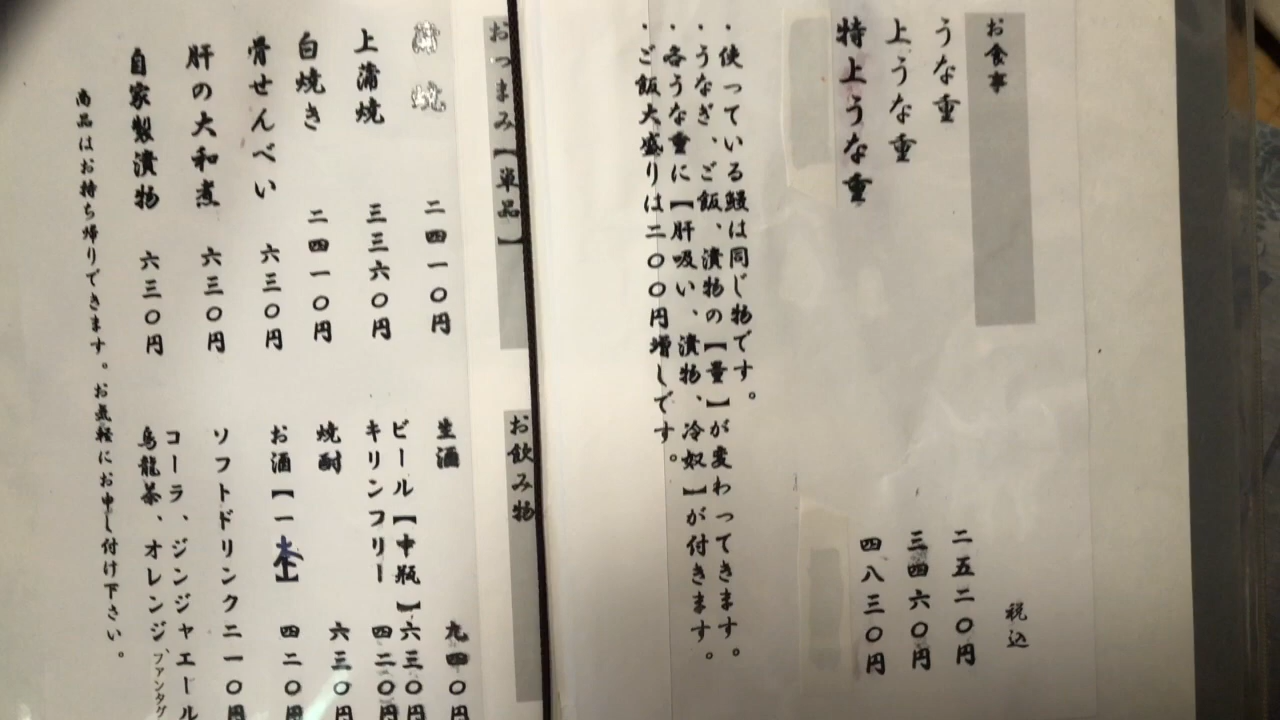 お食事
税込
うな重 二五二〇円
上うな重 三四六〇円
特上うな重 四八三〇円
・使っている鰻は同じ物です。
・うなぎ、ご飯、漬物の【量】が変わってきます。
・各うな重に【肝吸い、漬物、冷奴】が付きます。
・ご飯大盛りは二〇〇円増しです。
おつまみ【単品】
蒲焼 二四一〇円
上蒲焼 三三六〇円
白焼き 二四一〇円
骨せんべい 六三〇円
肝の大和煮 六三〇円
自家製漬物 六三〇円
商品はお持ち帰りできます。お気軽にお申し付け下さい。
お飲み物
生酒 九四〇円
ビール【中瓶】六三〇円
キリンフリー 四二〇円
焼酎 六三〇円
お酒【一本】 四二〇円
ソフトドリンク 二一〇円
コーラ、ジンジャエール
烏龍茶、オレンジ、ファンタグ